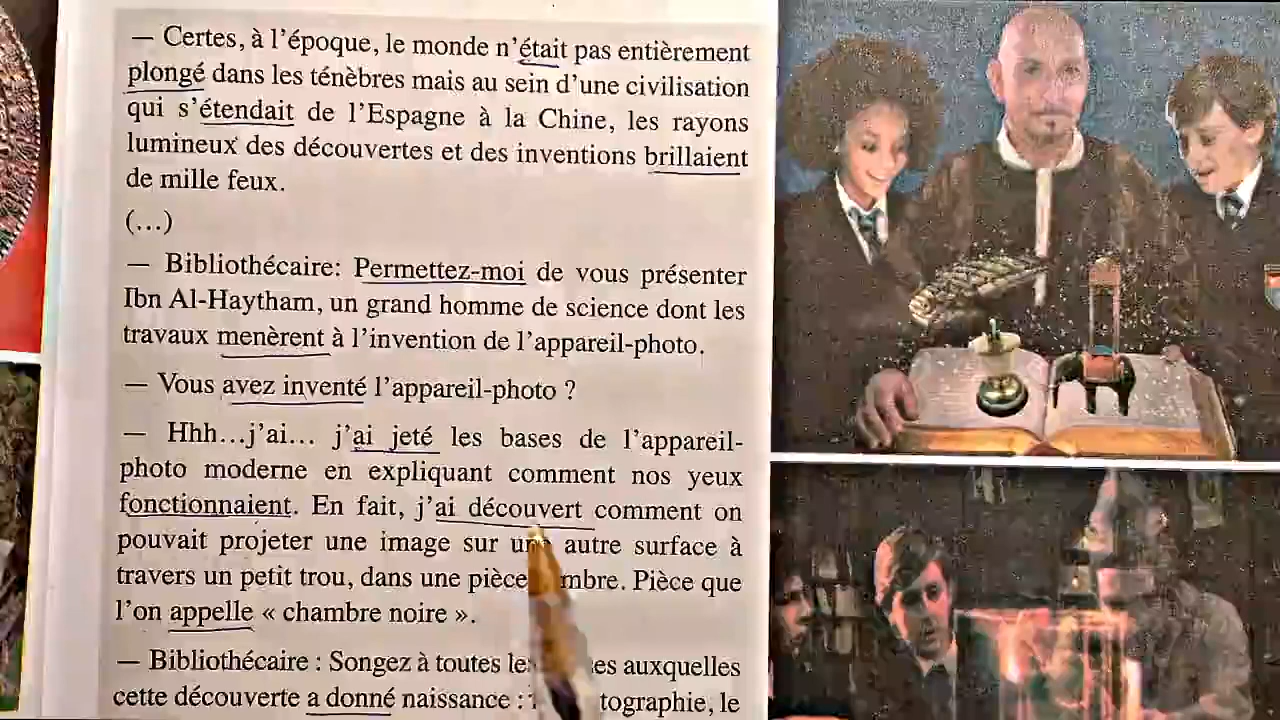 — Certes, à l'époque, le monde n'était pas entièrement
plongé dans les ténèbres mais au sein d'une civilisation
qui s'étendait de l'Espagne à la Chine, les rayons
lumineux des découvertes et des inventions brillaient
de mille feux.
(...)
— Bibliothécaire: Permettez-moi de vous présenter
Ibn Al-Haytham, un grand homme de science dont les
travaux menèrent à l'invention de l'appareil-photo.
— Vous avez inventé l'appareil-photo ?
— Hhh...j'ai... j'ai jeté les bases de l'appareil-
photo moderne en expliquant comment nos yeux
fonctionnaient. En fait, j'ai découvert comment on
pouvait projeter une image sur autre surface à
travers un petit trou, dans une pièce Pièce que
l'on appelle « chambre noire ».
— Bibliothécaire : Songez à toutes auxquelles
cette découverte a donné naissance : le